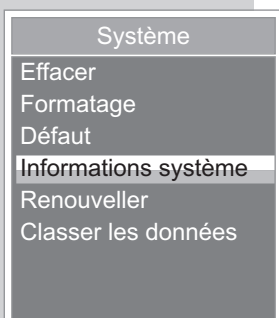 Système
Effacer
Formatage
Défaut
Informations système
Renouveller
Classer les données